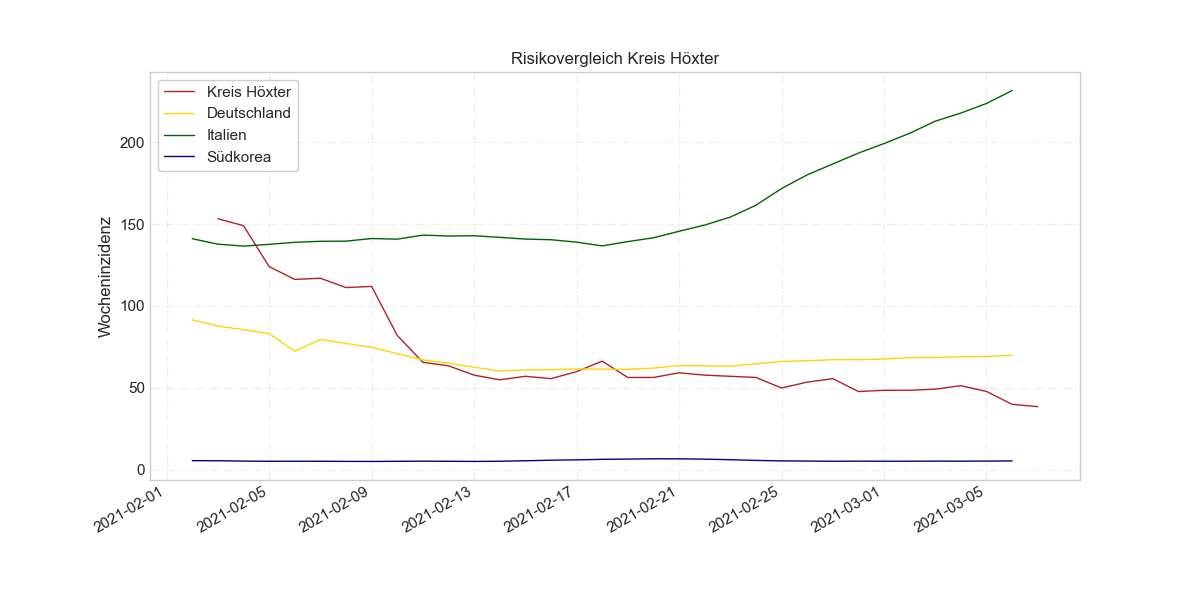 Risikovergleich Kreis Höxter
Kreis Höxter
Deutschland
Italien
Südkorea
Wocheninzidenz
200
150
100
50
0
2021-02-01
2021-02-05
2021-02-09
2021-02-13
2021-02-17
2021-02-21
2021-02-25
2021-03-01
2021-03-05